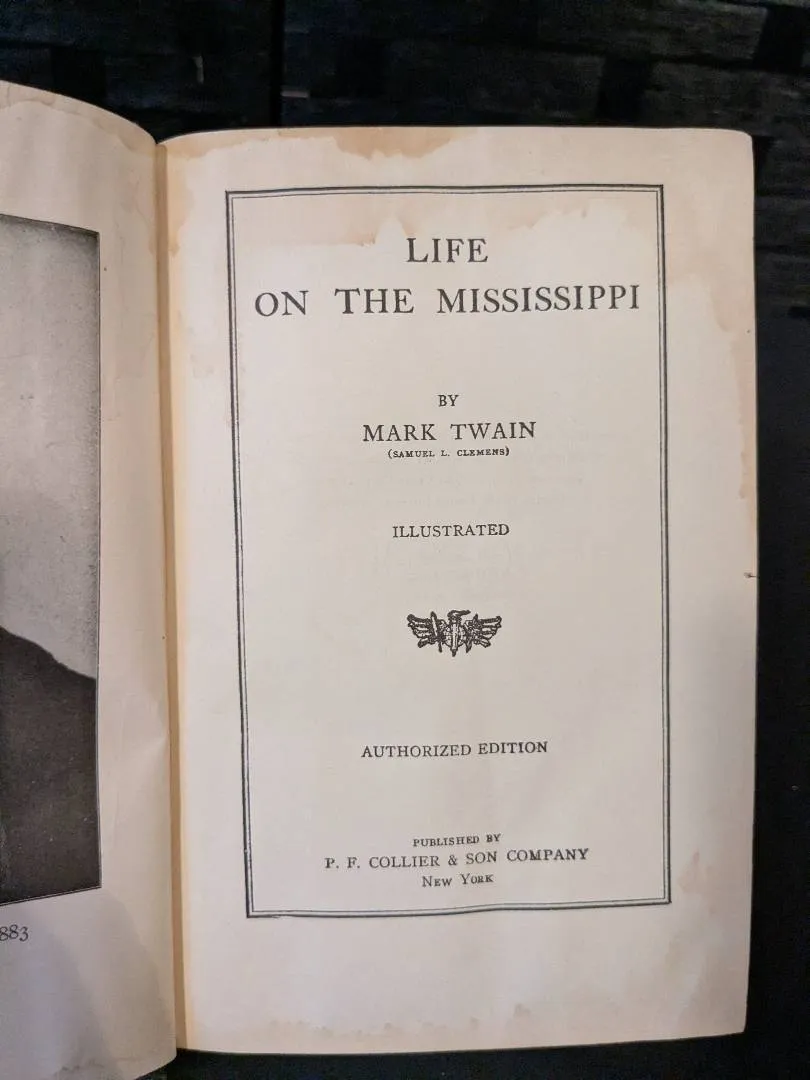 LIFE
ON THE MISSISSIPPI
BY
MARK TWAIN
(SAMUEL L. CLEMENS)
ILLUSTRATED
AUTHORIZED EDITION
PUBLISHED BY
P. F. COLLIER & SON COMPANY
NEW YORK
883